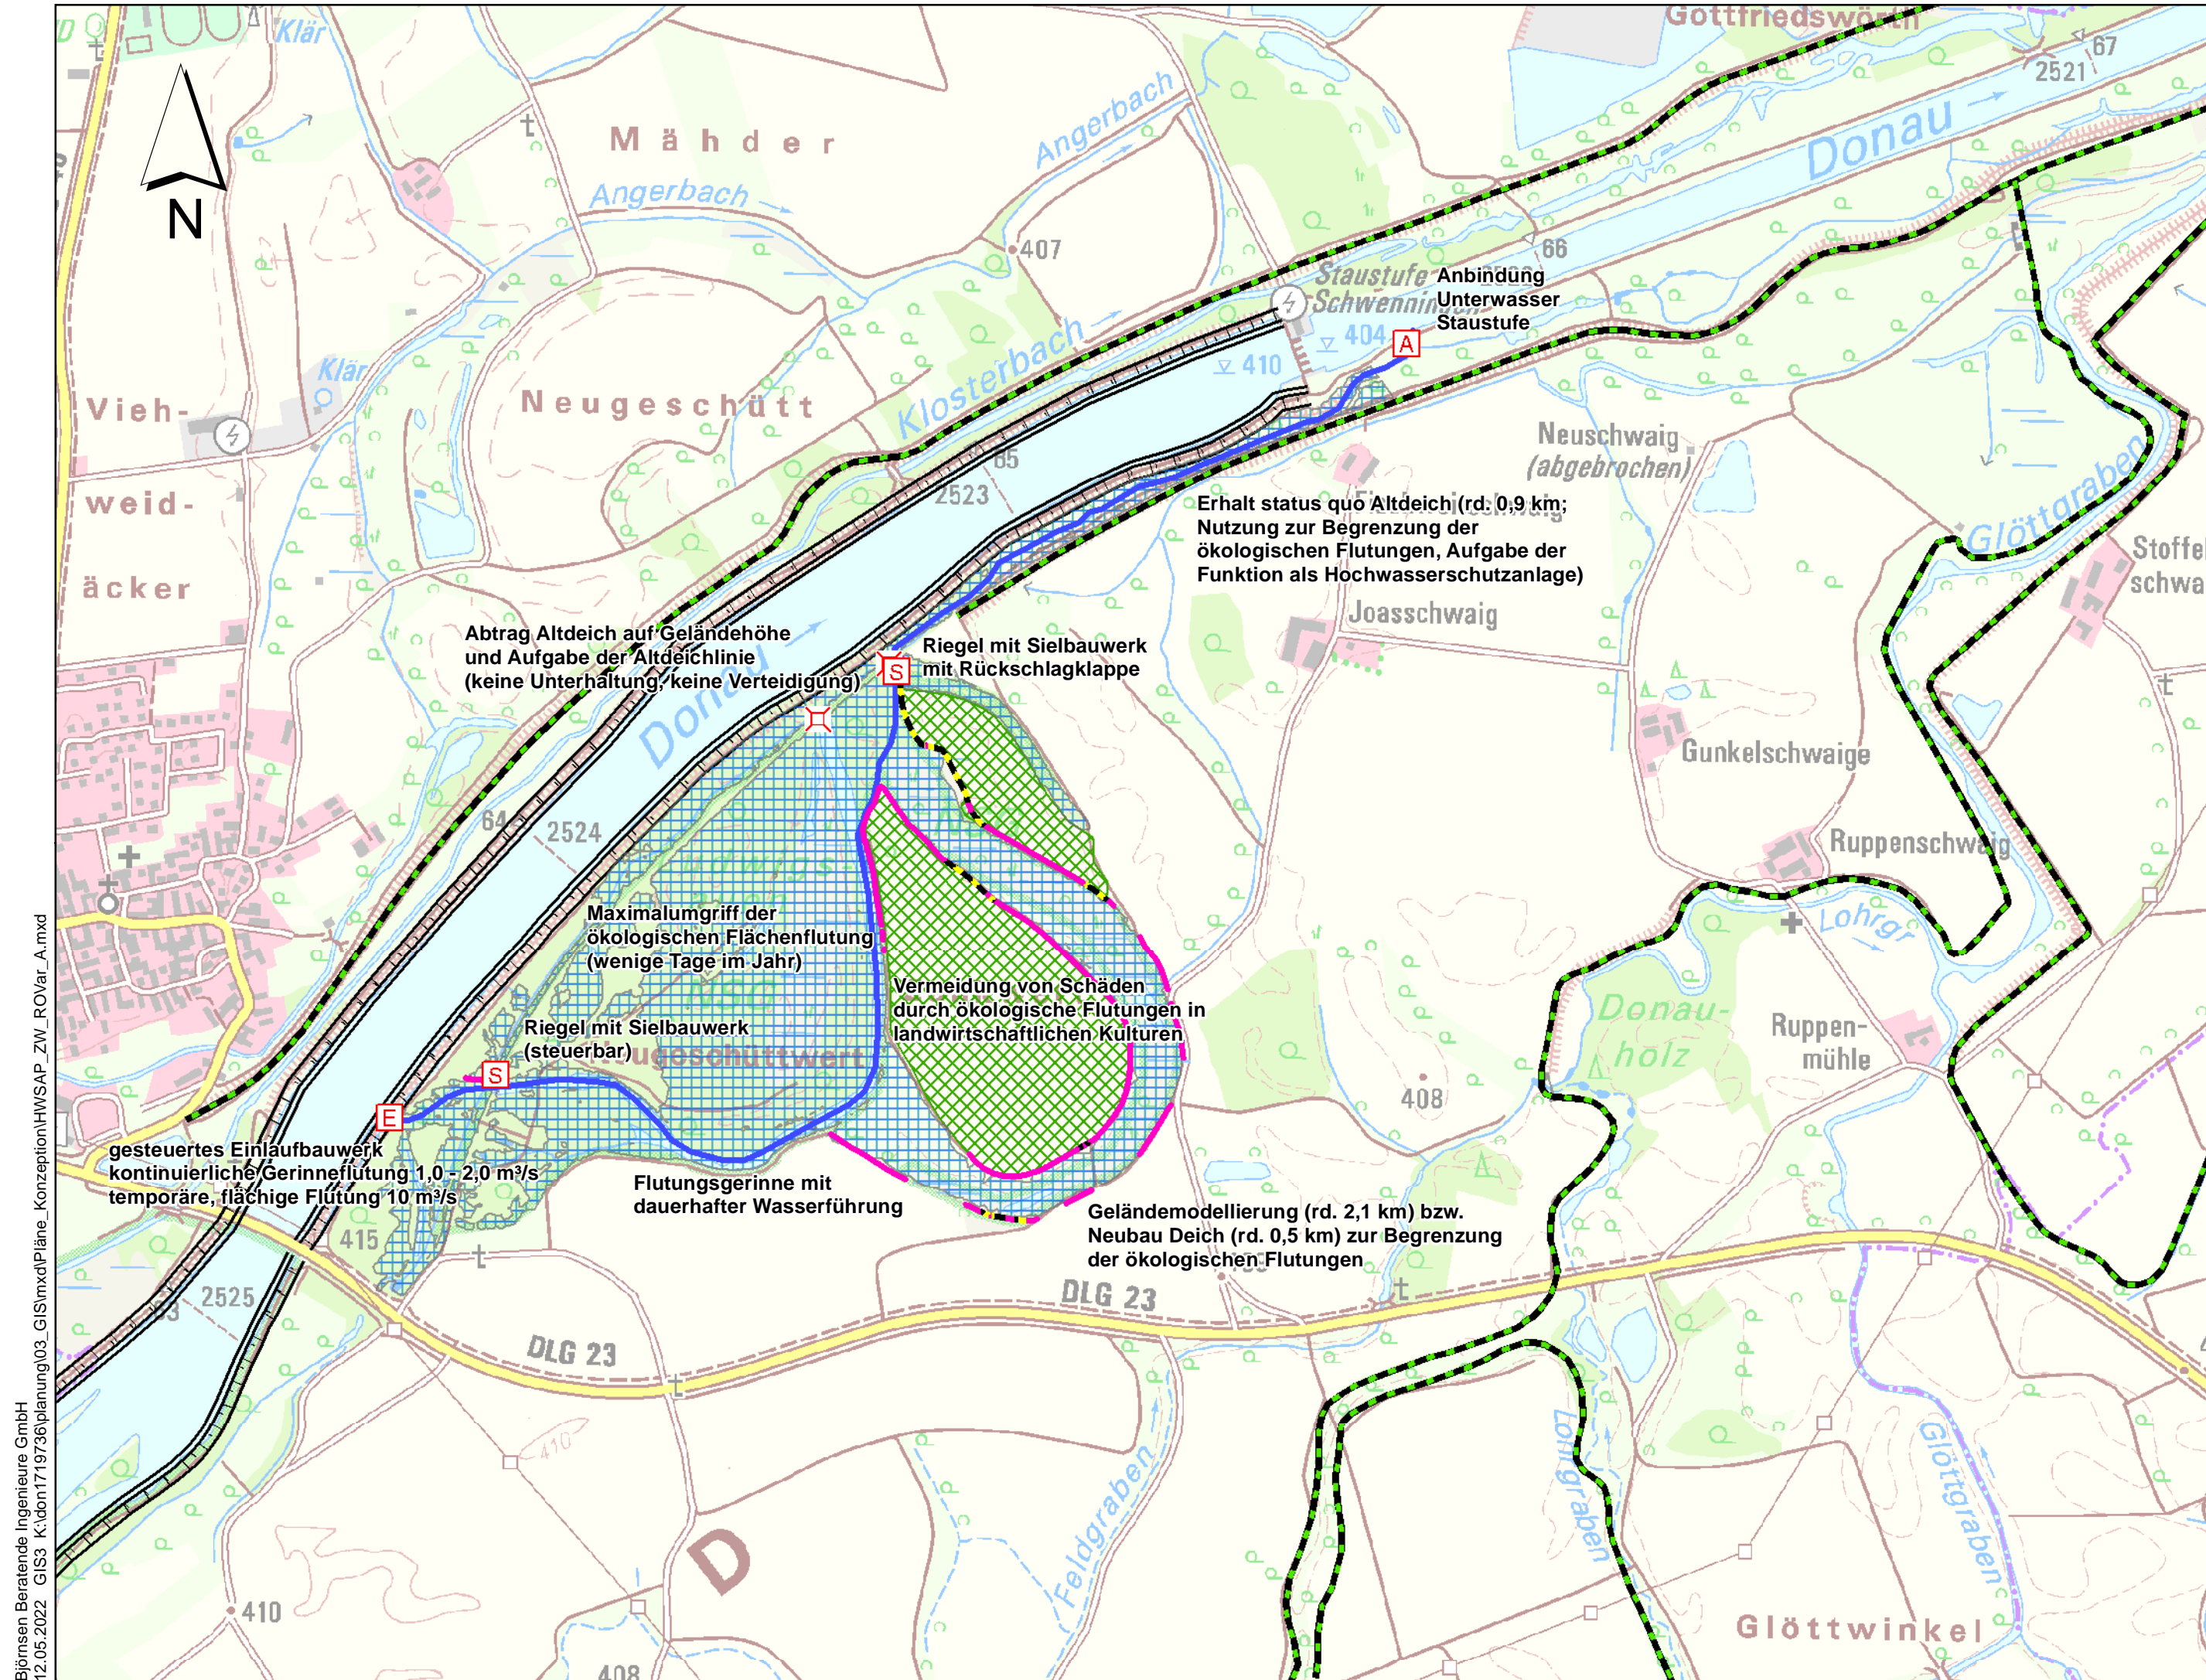 Gottfriedswörth
67
2521
Klär
Donau
Angerbach
Mähder
Angerbach
N
407
66
Staustufe
Anbindung
Unterwasser
Staustufe
404
A
410
Klär
Klosterbach
Vieh-
weid-
äcker
Neugeschütt
Neuschwaig
(abgebrochen)
65
2523
Erhalt status quo Altdeich (rd. 0,9 km;
Nutzung zur Begrenzung der
ökologischen Flutungen, Aufgabe der
Funktion als Hochwasserschutzanlage)
Glöttgraben
Joasschwaig
Abtrag Altdeich auf Geländehöhe
und Aufgabe der Altdeichlinie
(keine Unterhaltung, keine Verteidigung)
Riegel mit Sielbauwerk
mit Rückschlagklappe
S
Donau
Gunkelschwaige
64
2524
NSG
Ruppenschwaig
Lohrgr
Maximalumgriff der
ökologischen Flächenflutung
(wenige Tage im Jahr)
NSG
Vermeidung von Schäden
durch ökologische Flutungen in
landwirtschaftlichen Kulturen
Donau-
holz
Ruppen-
mühle
Riegel mit Sielbauwerk
(steuerbar)
S
E
408
gesteuertes Einlaufbauwerk
kontinuierliche Gerinneflutung 1,0 - 2,0 m³/s
temporäre, flächige Flutung 10 m³/s
Flutungsgerinne mit
dauerhafter Wasserführung
Geländemodellierung (rd. 2,1 km) bzw.
Neubau Deich (rd. 0,5 km) zur Begrenzung
der ökologischen Flutungen
415
2525
DLG 23
DLG 23
410
D
Feldgraben
Lohrgraben
Glöttgraben
410
Glöttwinkel
408
Björnsen Beratende Ingenieure GmbH
12.05.2022 GIS3 K:\don1719736\planung\03_GIS\mxd\Pläne_Konzeption\HWSAP_ZW_ROVar_A.mxd